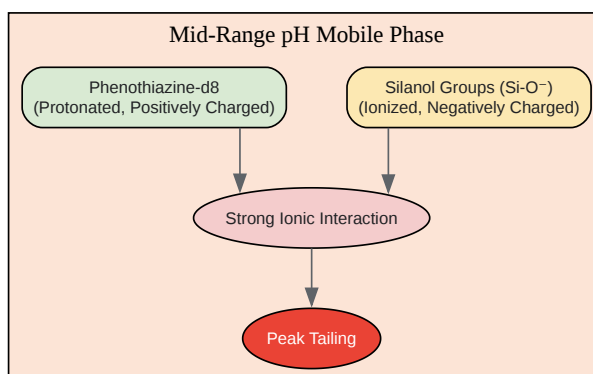 Mid-Range pH Mobile Phase
Phenothiazine-d8
(Protonated, Positively Charged)
Silanol Groups (Si-O⁻)
(Ionized, Negatively Charged)
Strong Ionic Interaction
Peak Tailing